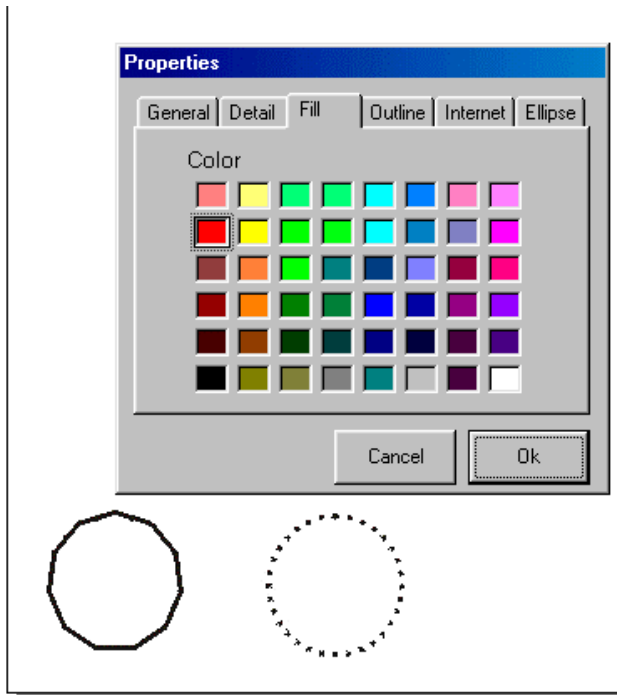 Properties
General Detail Fill Outline Internet Ellipse
Color
Cancel Ok